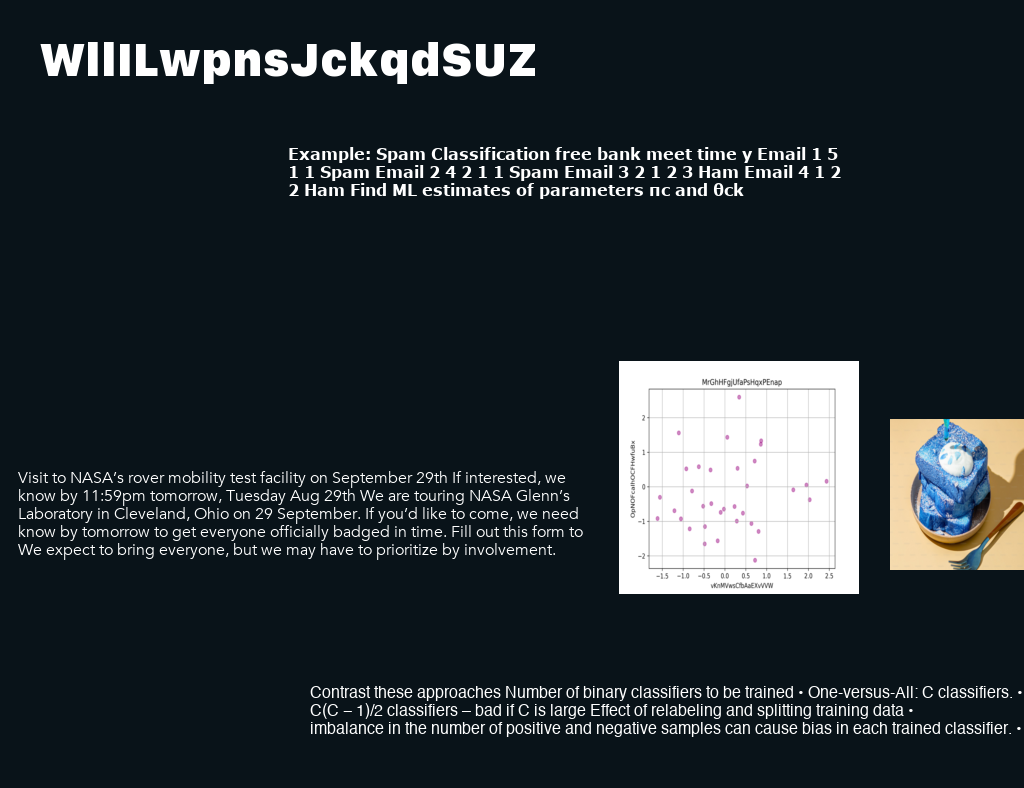 WllILwpnsJckqdSUZ
Example: Spam Classification free bank meet time y Email 1 5
1 1 Spam Email 2 4 2 1 1 Spam Email 3 2 1 2 3 Ham Email 4 1 2
2 Ham Find ML estimates of parameters πc and θck
MrGhHFgjUfaPsHqxPEnap
2
1
0
−1
−2
−1.5 −1.0 −0.5 0.0 0.5 1.0 1.5 2.0 2.5
vKnMVwsCfbAaEXvVVW
Visit to NASA’s rover mobility test facility on September 29th If interested, we
know by 11:59pm tomorrow, Tuesday Aug 29th We are touring NASA Glenn’s
Laboratory in Cleveland, Ohio on 29 September. If you’d like to come, we need
know by tomorrow to get everyone officially badged in time. Fill out this form to
We expect to bring everyone, but we may have to prioritize by involvement.
Contrast these approaches Number of binary classifiers to be trained • One-versus-All: C classifiers. •
C(C – 1)/2 classifiers – bad if C is large Effect of relabeling and splitting training data •
imbalance in the number of positive and negative samples can cause bias in each trained classifier. •